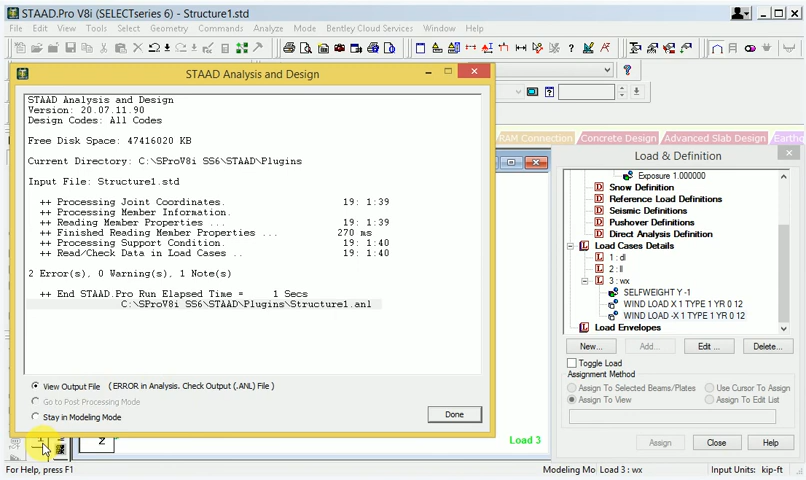 STAAD.Pro V8i (SELECTseries 6) - Structure1.std
File Edit View Tools Select Geometry Commands Analyze Mode Bentley Cloud Services Window Help
STAAD Analysis and Design
STAAD Analysis and Design
Version: 20.07.11.90
Design Codes: All Codes
Free Disk Space: 47416020 KB
Current Directory: C:\SProV8i SS6\STAAD\Plugins
Input File: Structure1.std
++ Processing Joint Coordinates. 19: 1:39
++ Processing Member Information.
++ Reading Member Properties ... 19: 1:39
++ Finished Reading Member Properties ... 270 ms
++ Processing Support Condition. 19: 1:40
++ Read/Check Data in Load Cases .. 19: 1:40
2 Error(s), 0 Warning(s), 1 Note(s)
++ End STAAD.Pro Run Elapsed Time = 1 Secs
C:\SProV8i SS6\STAAD\Plugins\Structure1.anl
View Output File (ERROR in Analysis. Check Output (.ANL) File )
Go to Post Processing Mode
Stay in Modeling Mode
Done
RAM Connection Concrete Design Advanced Slab Design Earthq
Load & Definition
Exposure 1.000000
Snow Definition
Reference Load Definitions
Seismic Definitions
Pushover Definitions
Direct Analysis Definition
Load Cases Details
1 : dl
2 : ll
3 : wx
SELFWEIGHT Y -1
WIND LOAD X 1 TYPE 1 YR 0 12
WIND LOAD -X 1 TYPE 1 YR 0 12
Load Envelopes
New... Add... Edit ... Delete...
Toggle Load
Assignment Method
Assign To Selected Beams/Plates Use Cursor To Assign
Assign To View Assign To Edit List
Assign Close Help
Z
Load 3
For Help, press F1 Modeling Mo Load 3 : wx Input Units: kip-ft